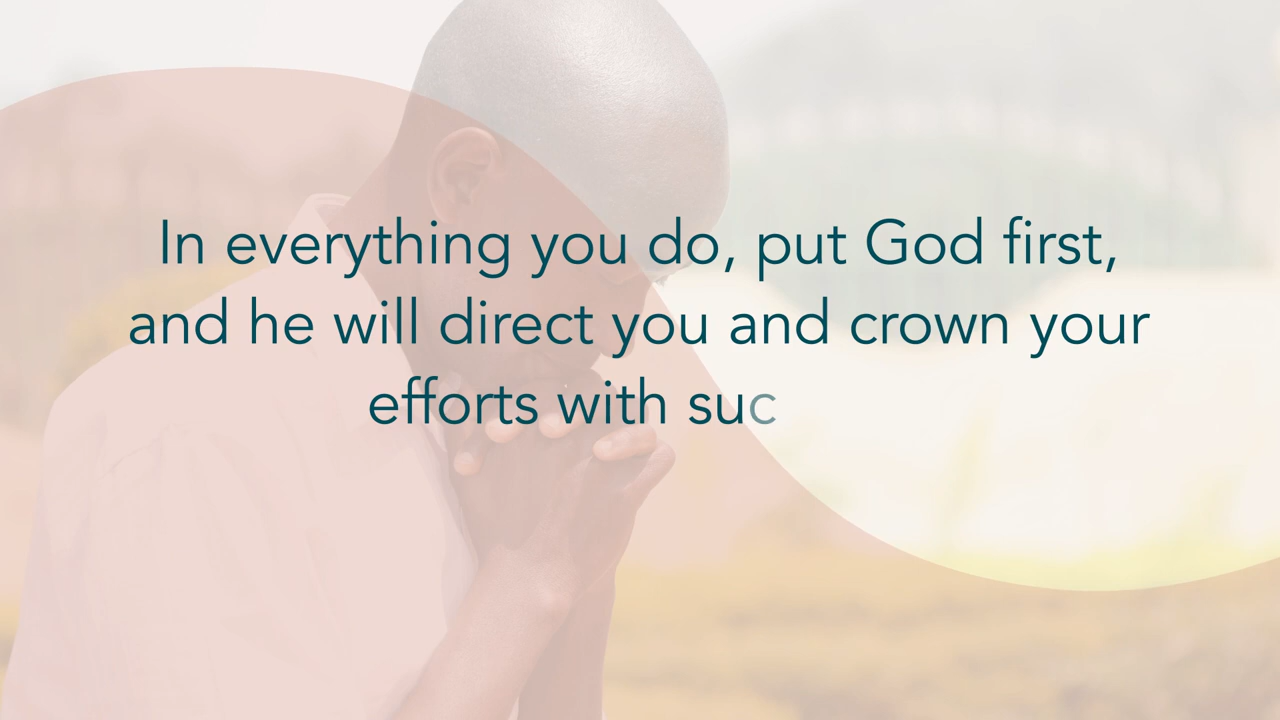 In everything you do, put God first,
and he will direct you and crown your
efforts with suc